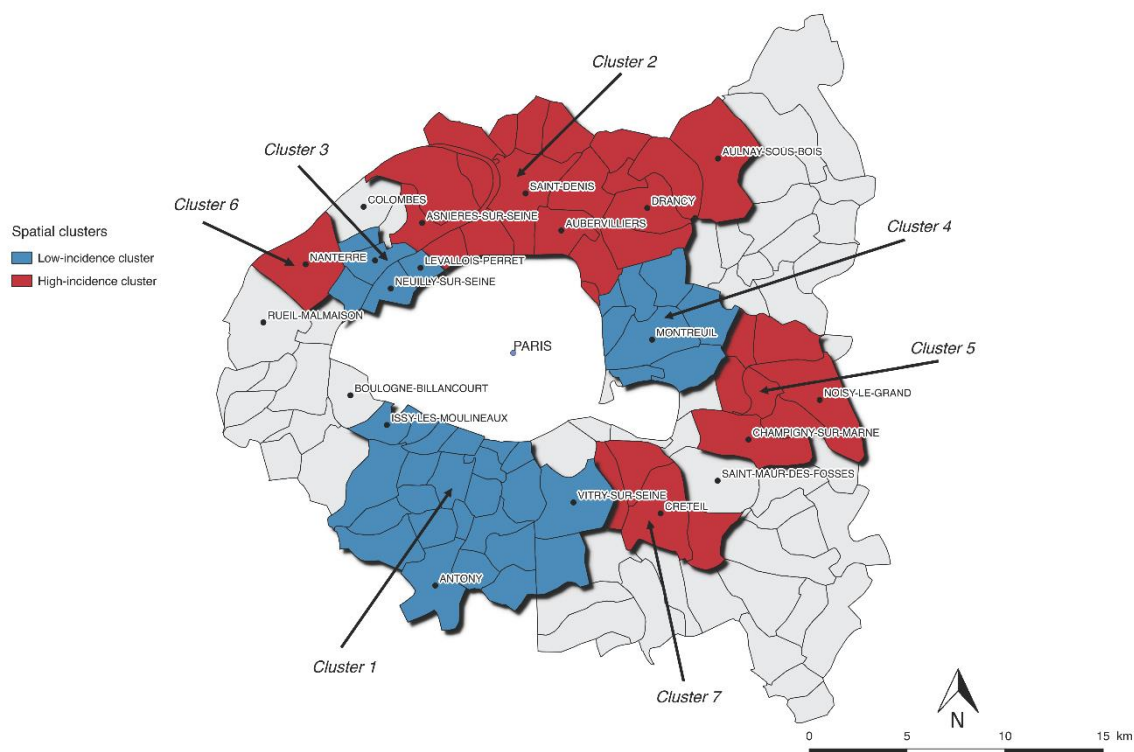 Cluster 2
Cluster 3
AULNAY-SOUS-BOIS
SAINT-DENIS
COLOMBES
DRANCY
Cluster 6
ASNIERES-SUR-SEINE
AUBERVILLIERS
Cluster 4
Spatial clusters
Low-incidence cluster
High-incidence cluster
NANTERRE
LEVALLOIS-PERRET
NEUILLY-SUR-SEINE
RUEIL-MALMAISON
MONTREUIL
PARIS
Cluster 5
BOULOGNE-BILLANCOURT
NOISY-LE-GRAND
ISSY-LES-MOULINEAUX
CHAMPIGNY-SUR-MARNE
SAINT-MAUR-DES-FOSSES
VITRY-SUR-SEINE
CRETEIL
ANTONY
Cluster 1
Cluster 7
N
0 5 10 15 km